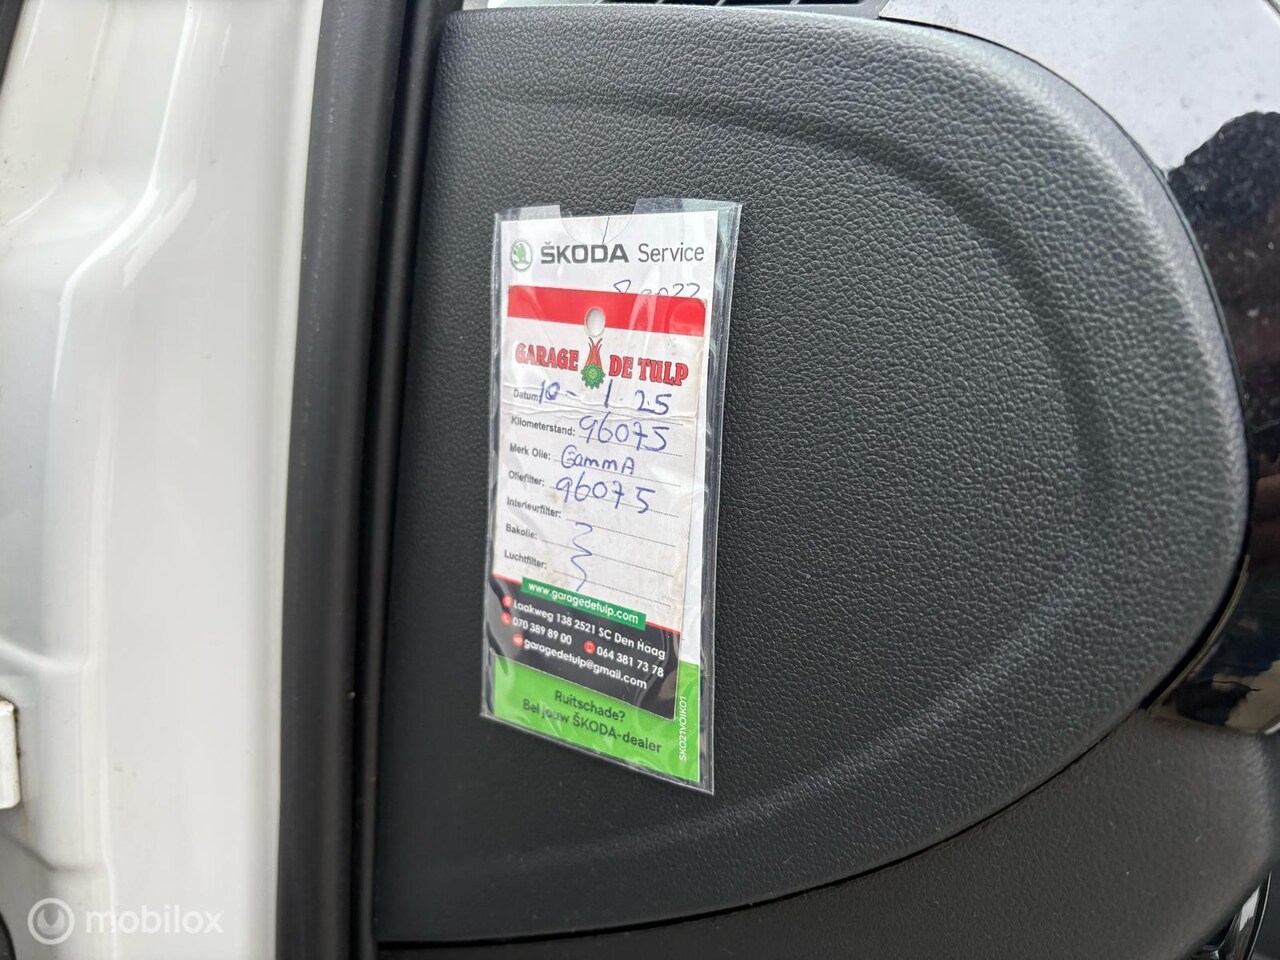 ŠKODA Service
GARAGE DE TULP
Datum: 10-1.25
Kilometerstand: 96075
Merk Olie: GammA
Oliefilter: 96075
Interieurfilter:
Bakolie:
Luchtfilter:
www.garagedetulp.com
Laakweg 138 2521 SC Den Haag
070 389 89 00 064 381 73 78
garagedetulp@gmail.com
Ruitschade?
Bel jouw ŠKODA-dealer
SKO21VOIK01
mobilox